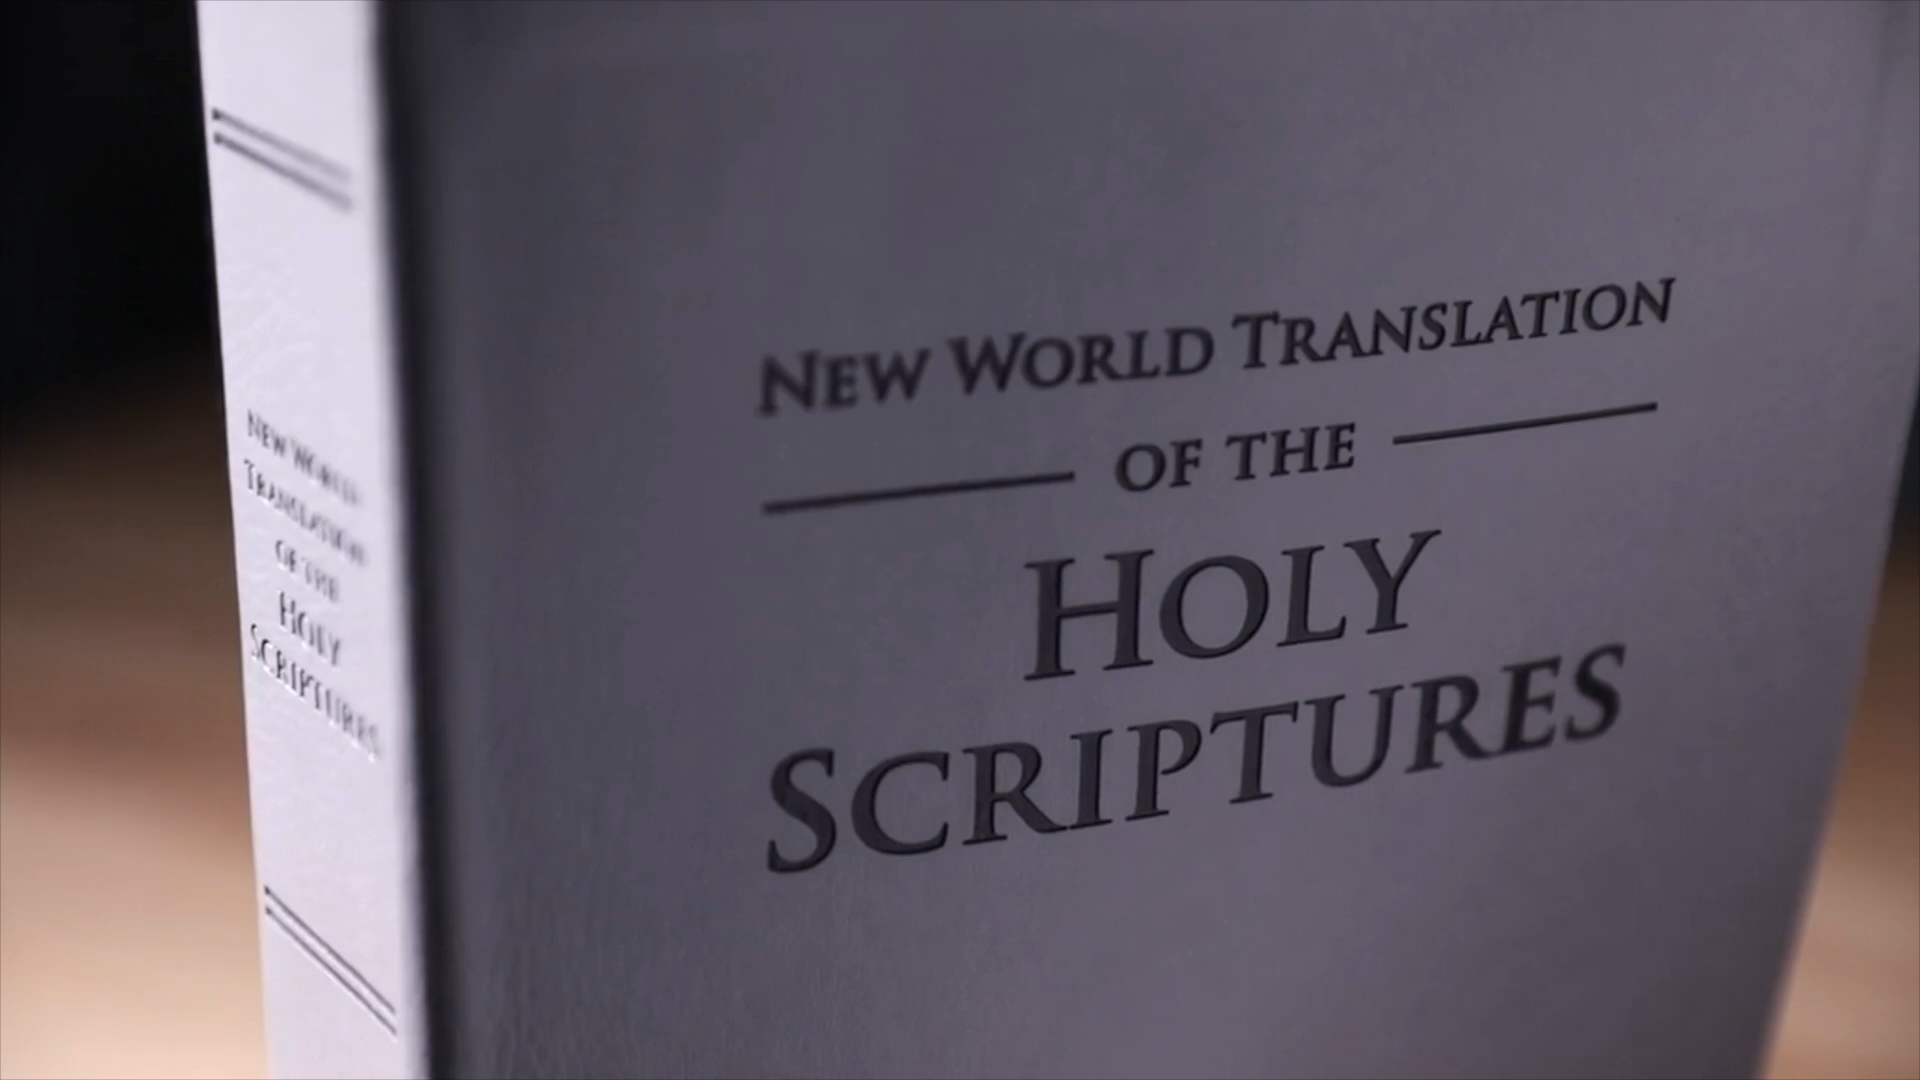 NEW WORLD
TRANSLATION
OF THE
HOLY
SCRIPTURES
NEW WORLD TRANSLATION
OF THE
HOLY
SCRIPTURES